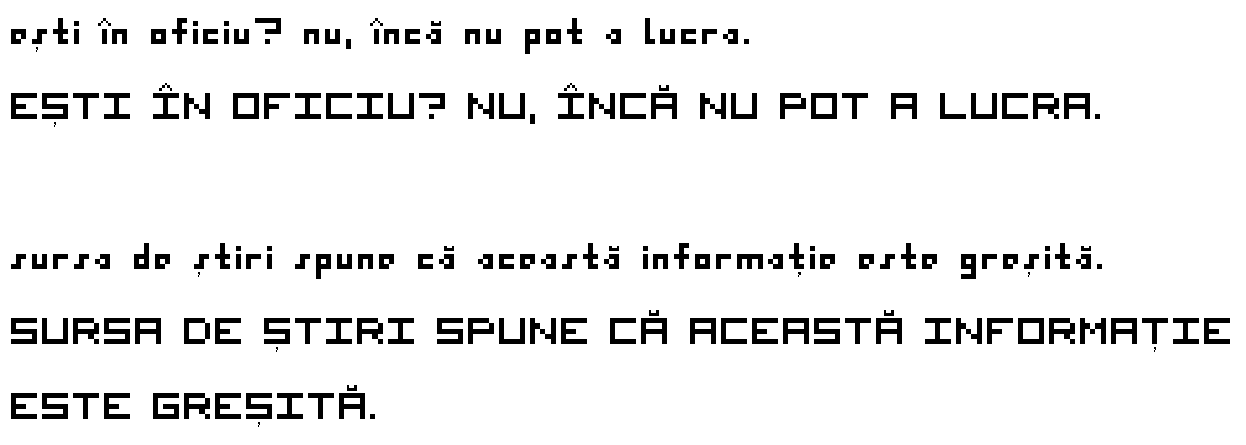 ești în oficiu? nu, încă nu pot a lucra.
EȘTI ÎN OFICIU? NU, ÎNCĂ NU POT A LUCRA.
sursa de știri spune că această informație este greșită.
SURSA DE ȘTIRI SPUNE CĂ ACEASTĂ INFORMAȚIE
ESTE GREȘITĂ.